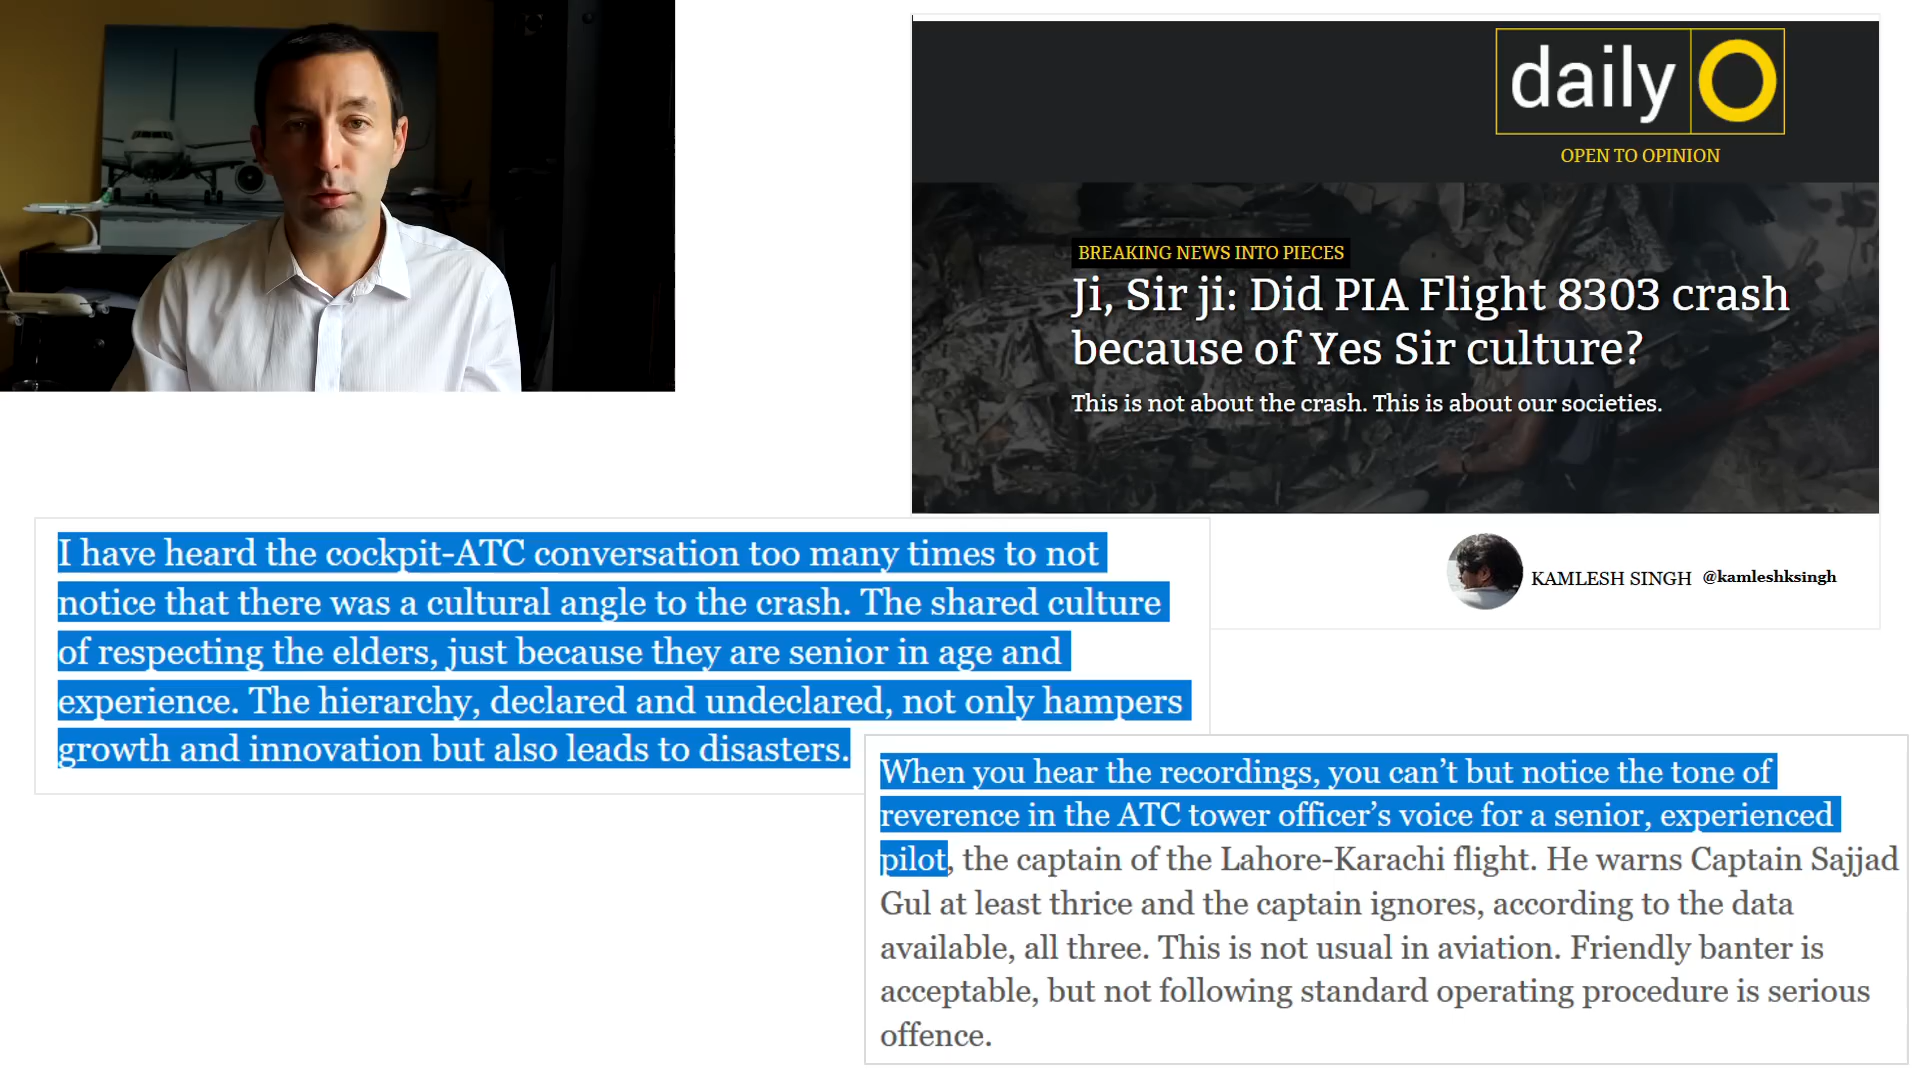 daily O
OPEN TO OPINION
BREAKING NEWS INTO PIECES
Ji, Sir ji: Did PIA Flight 8303 crash
because of Yes Sir culture?
This is not about the crash. This is about our societies.
KAMLESH SINGH @kamleshksingh
I have heard the cockpit-ATC conversation too many times to not
notice that there was a cultural angle to the crash. The shared culture
of respecting the elders, just because they are senior in age and
experience. The hierarchy, declared and undeclared, not only hampers
growth and innovation but also leads to disasters.
When you hear the recordings, you can’t but notice the tone of
reverence in the ATC tower officer’s voice for a senior, experienced
pilot, the captain of the Lahore-Karachi flight. He warns Captain Sajjad
Gul at least thrice and the captain ignores, according to the data
available, all three. This is not usual in aviation. Friendly banter is
acceptable, but not following standard operating procedure is serious
offence.